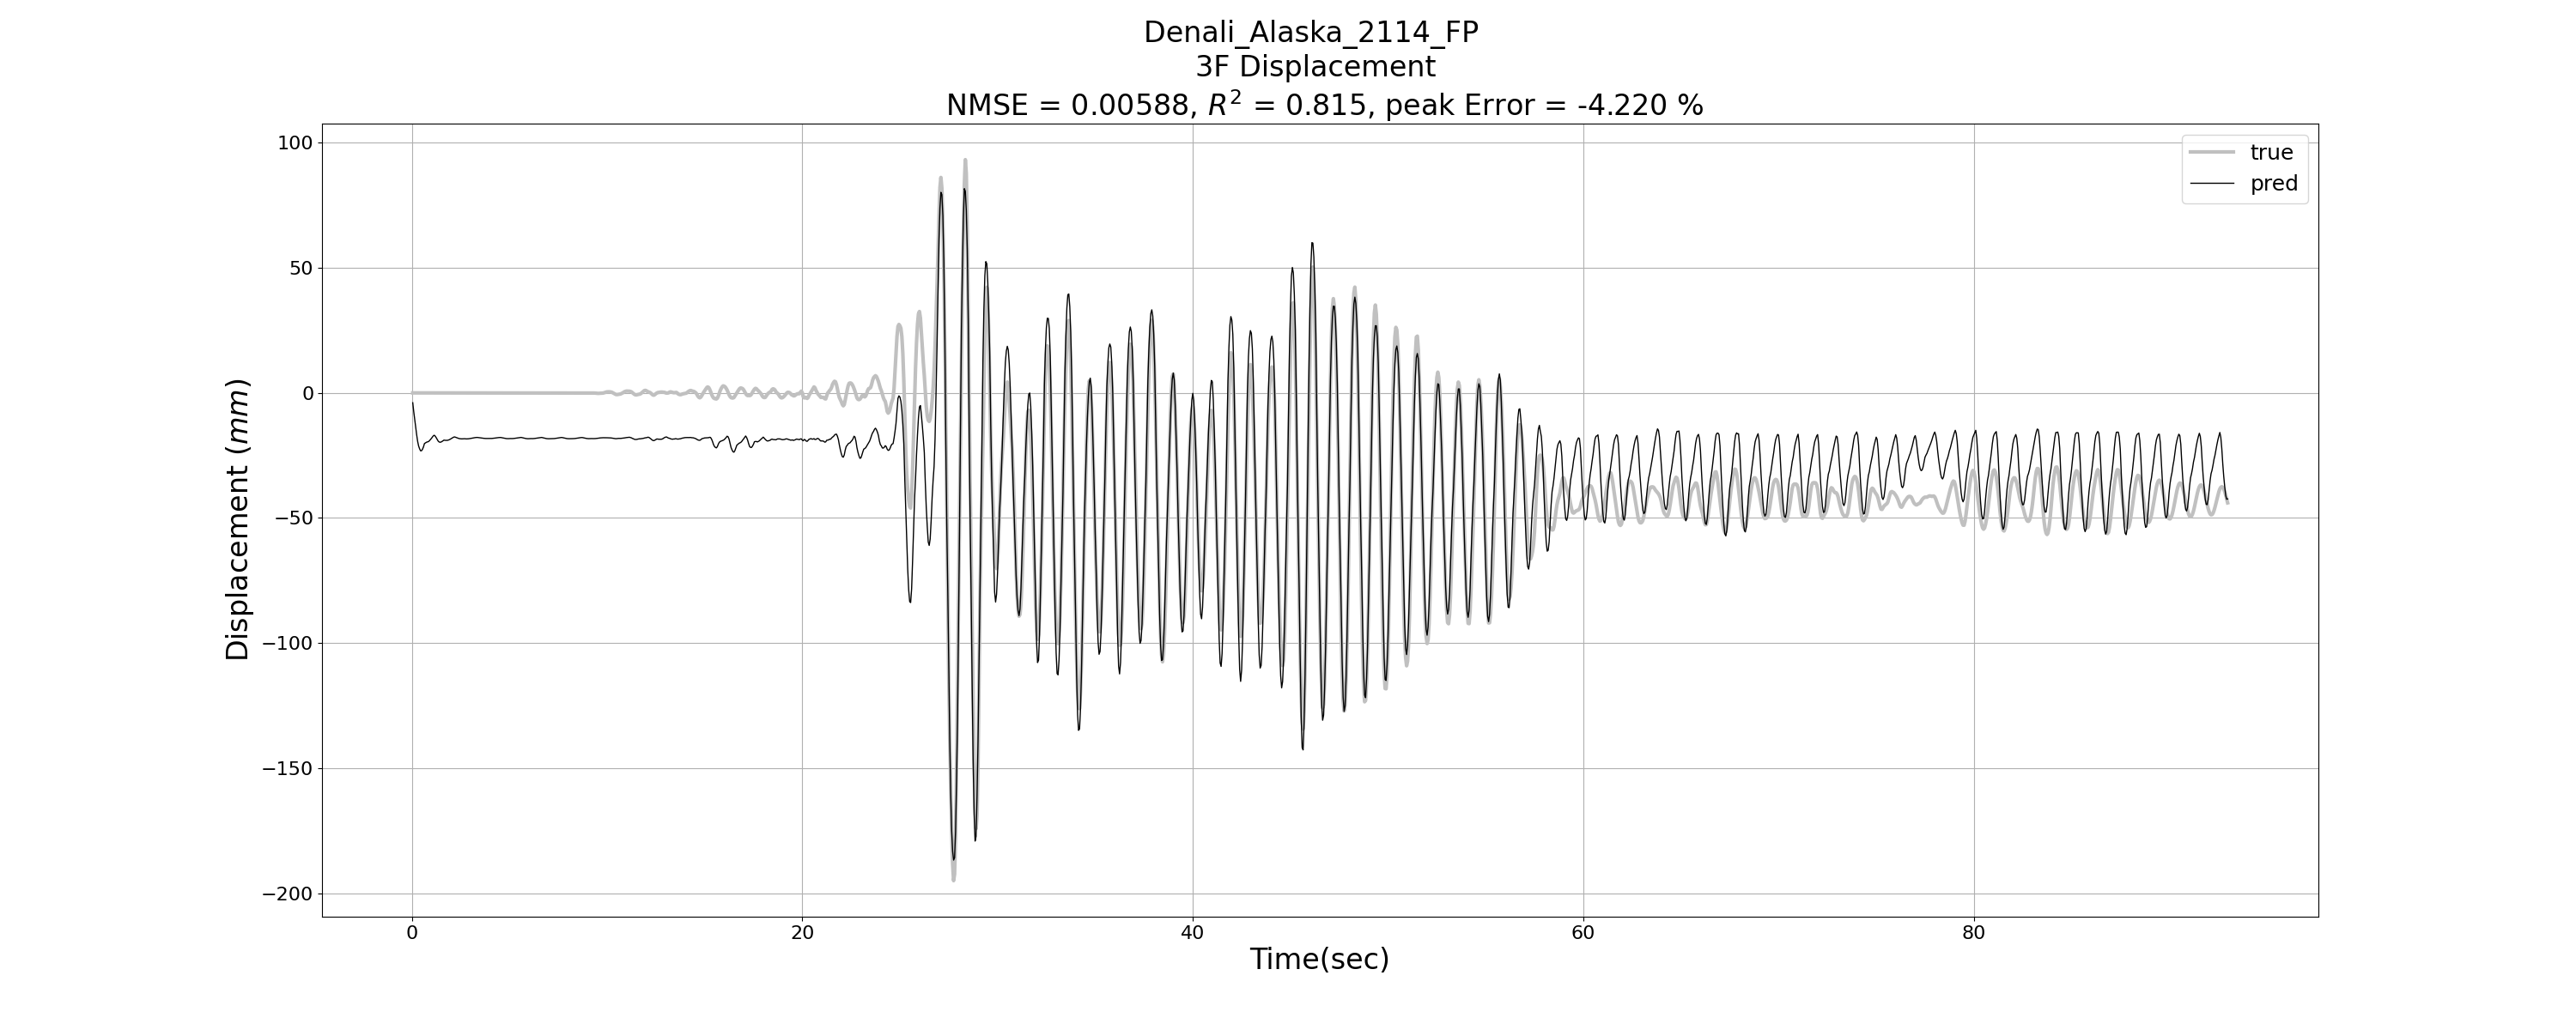 Denali_Alaska_2114_FP
3F Displacement
NMSE = 0.00588, R² = 0.815, peak Error = -4.220 %
true
pred
100
50
0
−50
−100
−150
−200
Displacement (mm)
0 20 40 60 80
Time(sec)